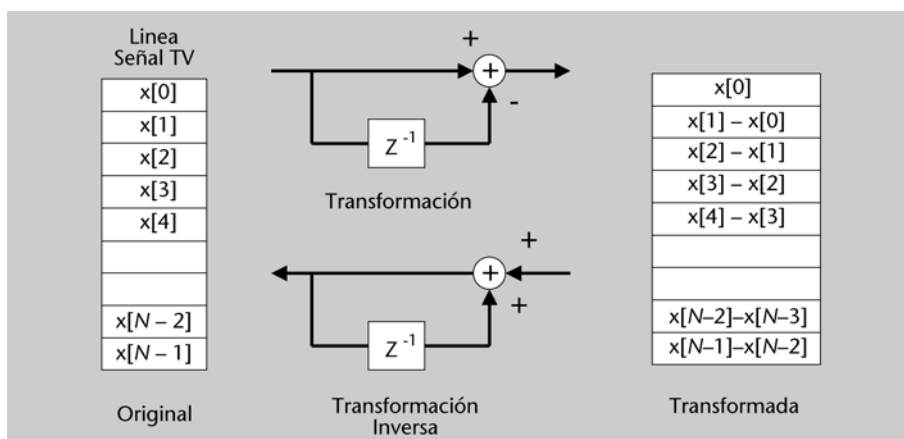 Linea
Señal TV
x[0]
x[1]
x[2]
x[3]
x[4]
x[N – 2]
x[N – 1]
Original
+
+
-
Z -1
Transformación
+
+
+
Z -1
Transformación
Inversa
x[0]
x[1] – x[0]
x[2] – x[1]
x[3] – x[2]
x[4] – x[3]
x[N–2]–x[N–3]
x[N–1]–x[N–2]
Transformada